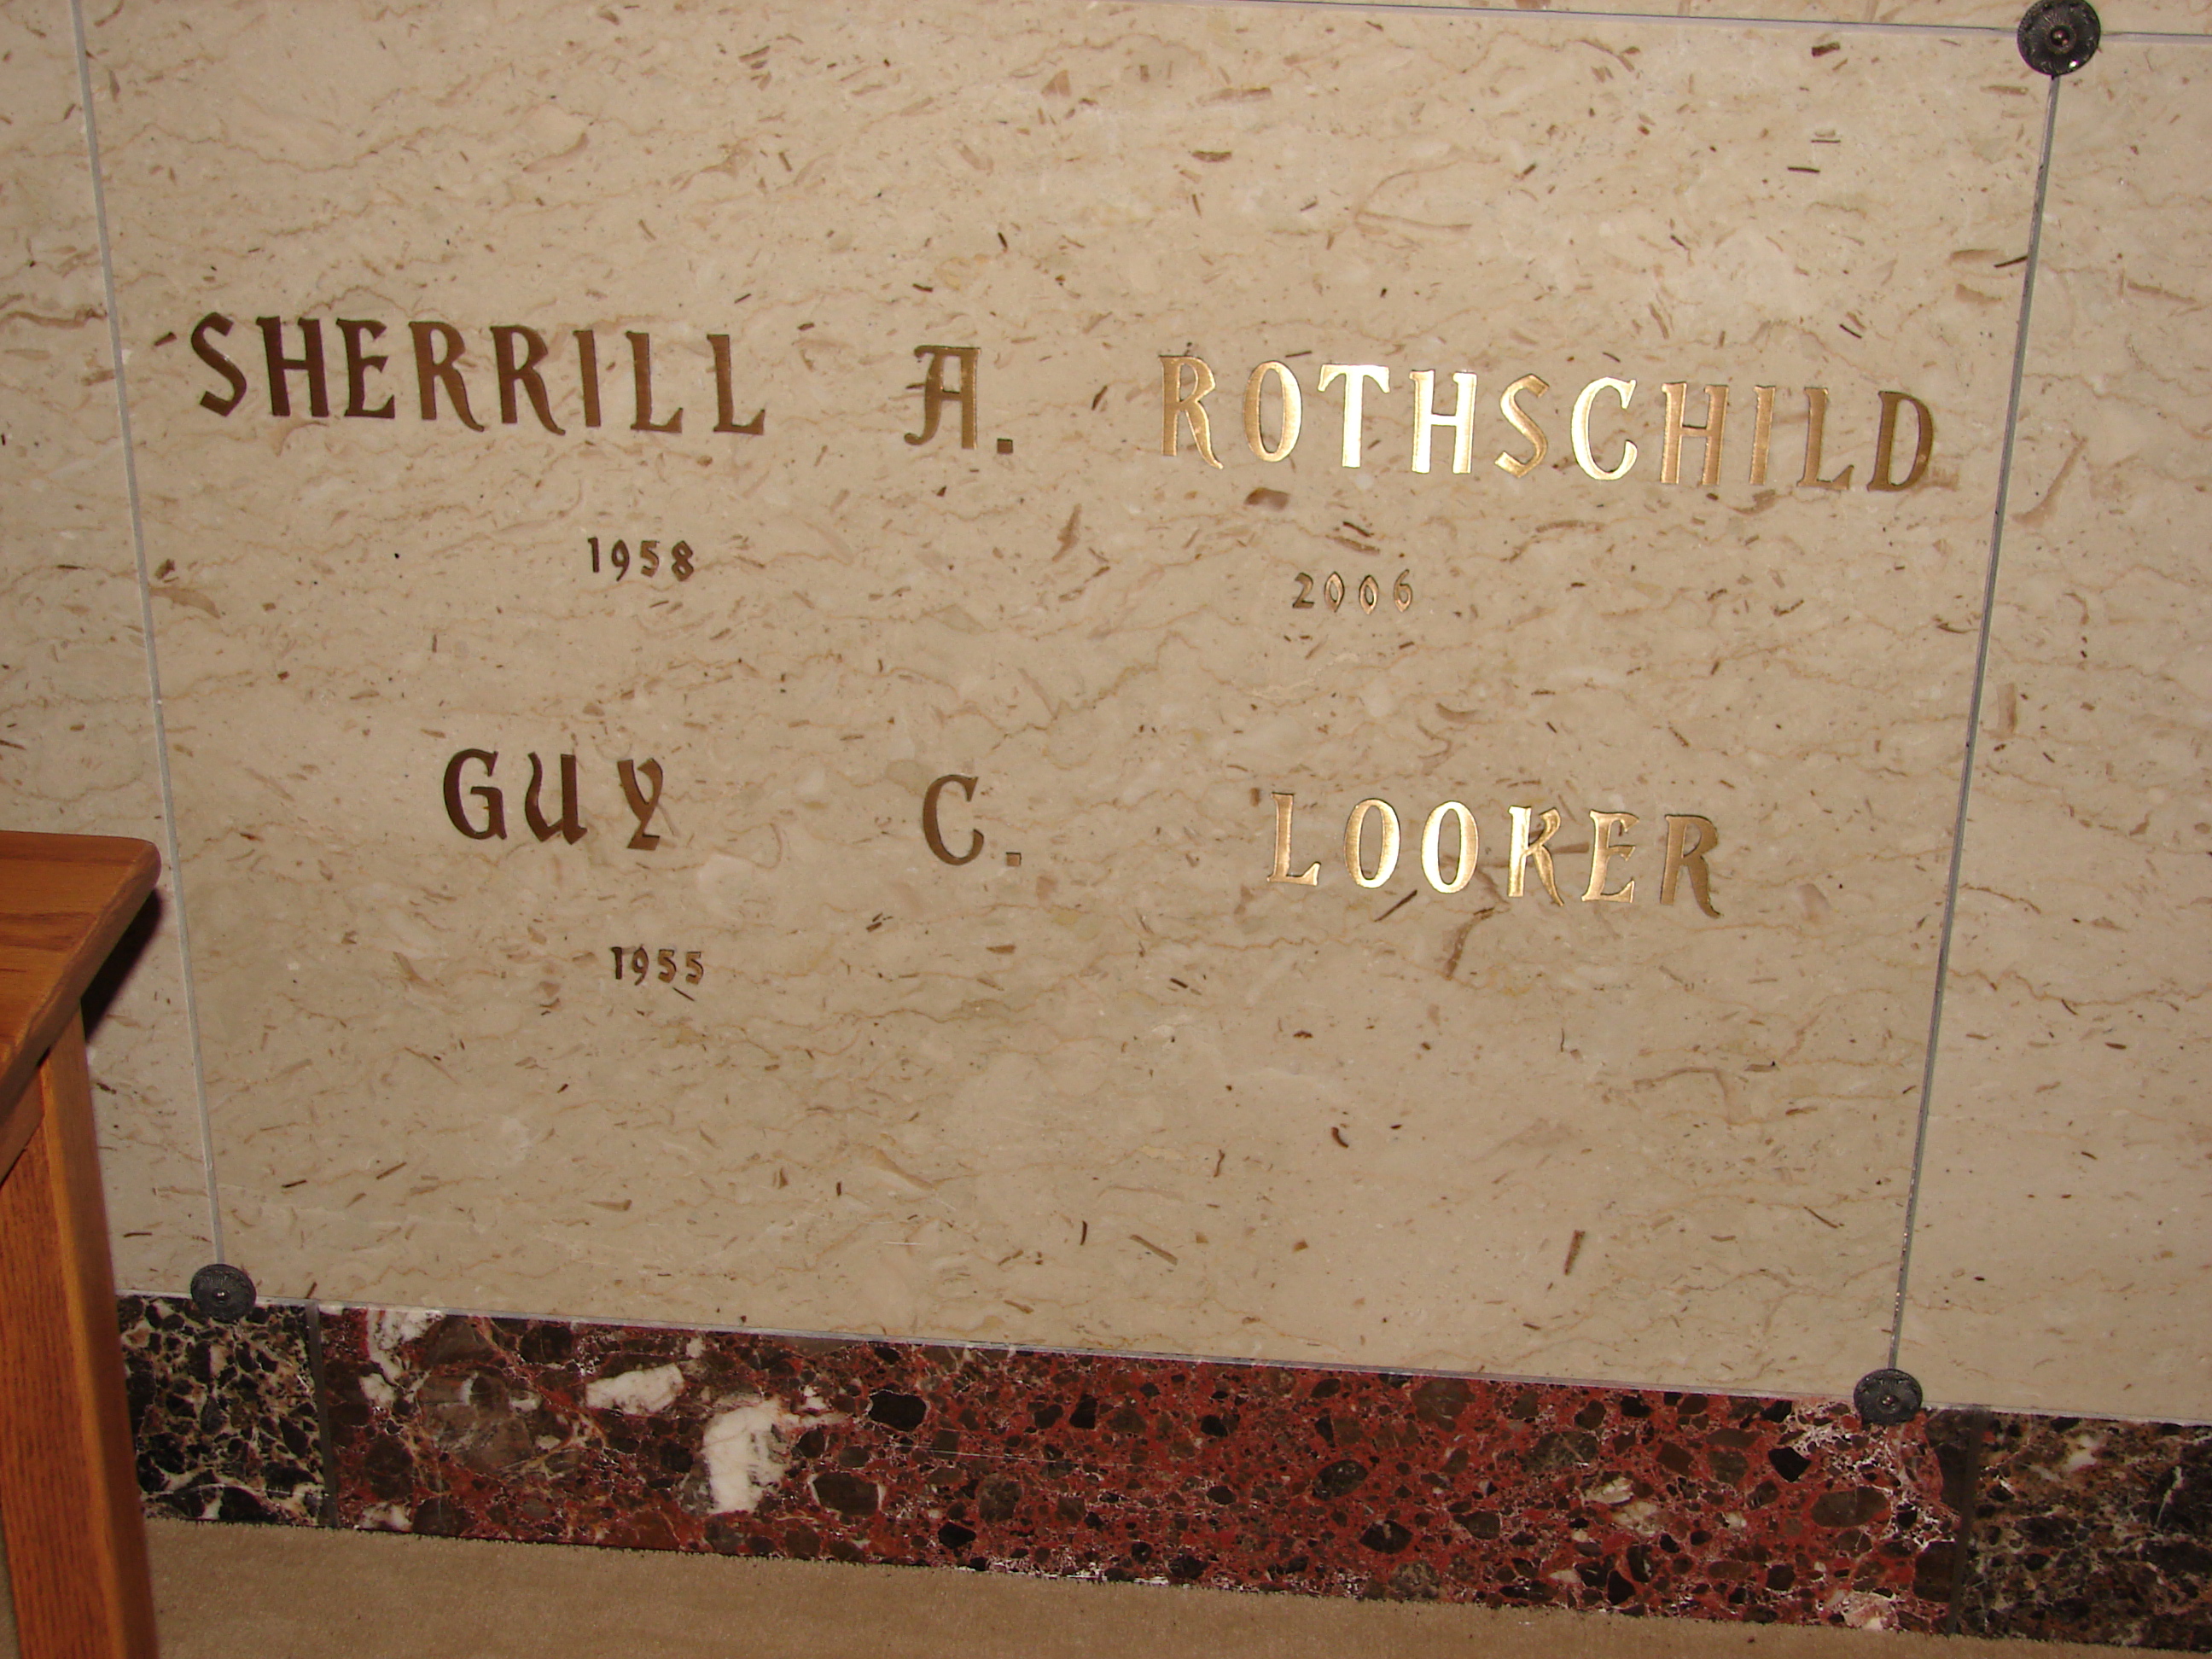 SHERRILL A. ROTHSCHILD
1958 2006
GUY C. LOOKER
1955